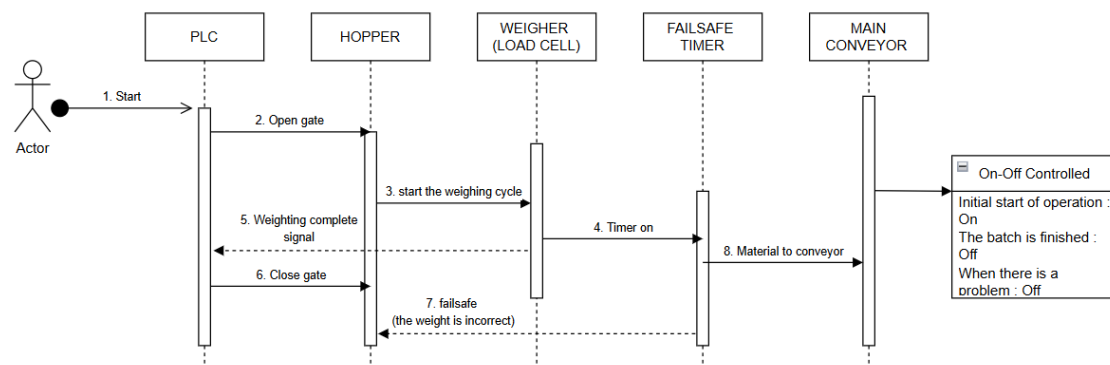 PLC
HOPPER
WEIGHER
(LOAD CELL)
FAILSAFE
TIMER
MAIN
CONVEYOR
1. Start
Actor
2. Open gate
3. start the weighing cycle
5. Weighting complete
signal
4. Timer on
6. Close gate
8. Material to conveyor
7. failsafe
(the weight is incorrect)
On-Off Controlled
Initial start of operation :
On
The batch is finished :
Off
When there is a
problem : Off